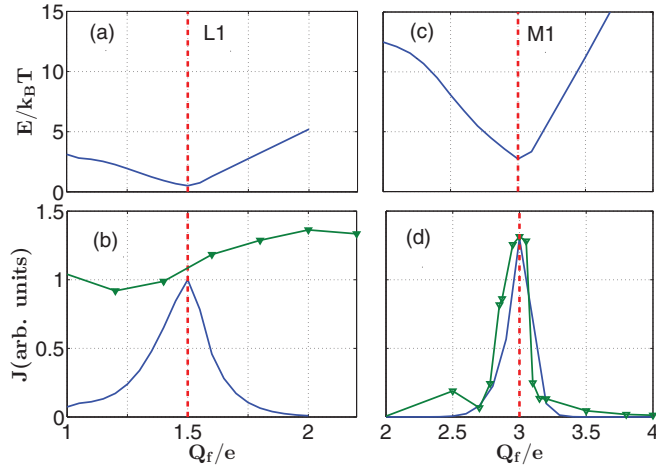 (a)
L1
(c)
M1
E/k_BT
15
10
5
0
(b)
(d)
J(arb. units)
1.5
1
0.5
0
1
1.5
2
2
2.5
3
3.5
4
Q_f/e
Q_f/e